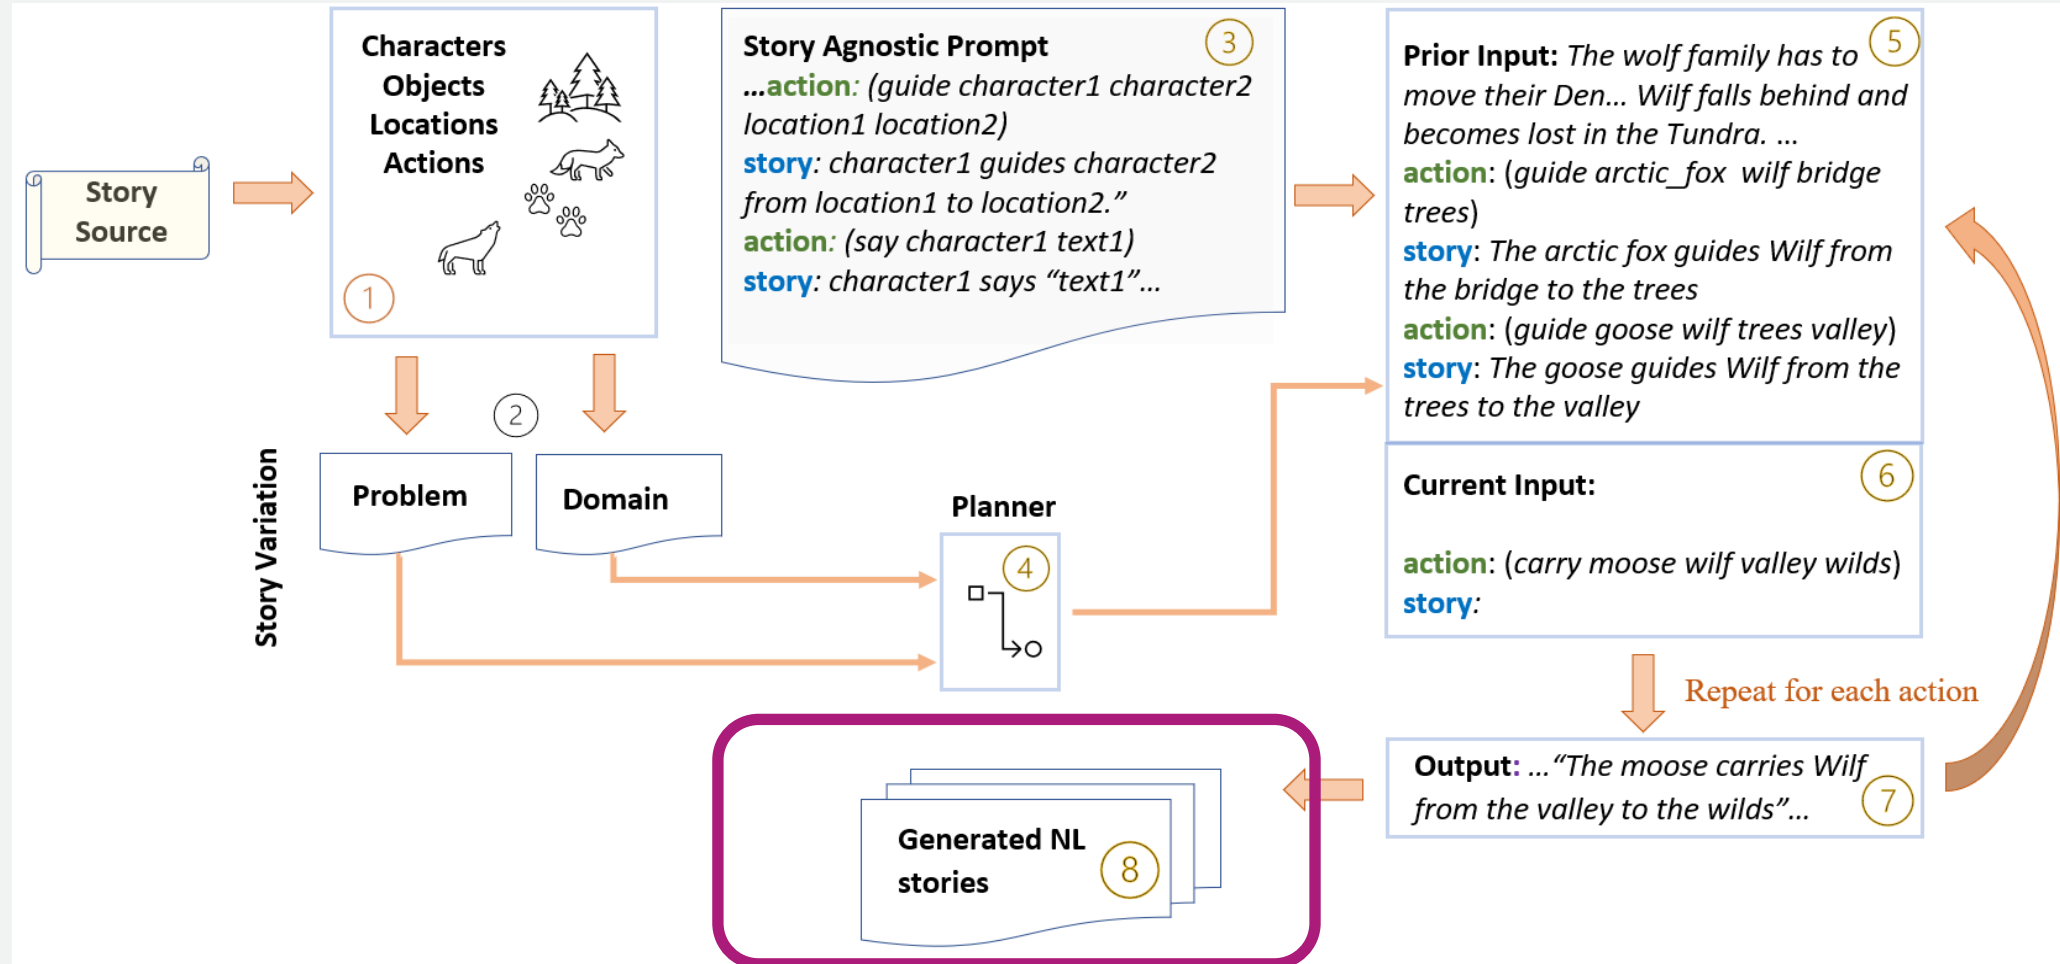 Story
Source
Characters
Objects
Locations
Actions
1
Story Agnostic Prompt
3
...action: (guide character1 character2
location1 location2)
story: character1 guides character2
from location1 to location2.”
action: (say character1 text1)
story: character1 says “text1”...
Prior Input: The wolf family has to
5
move their Den... Wilf falls behind and
becomes lost in the Tundra. ...
action: (guide arctic_fox wilf bridge
trees)
story: The arctic fox guides Wilf from
the bridge to the trees
action: (guide goose wilf trees valley)
story: The goose guides Wilf from the
trees to the valley
2
Story Variation
Problem
Domain
Planner
4
Current Input:
6
action: (carry moose wilf valley wilds)
story:
Repeat for each action
Output: ...“The moose carries Wilf
from the valley to the wilds”...
7
Generated NL
stories
8